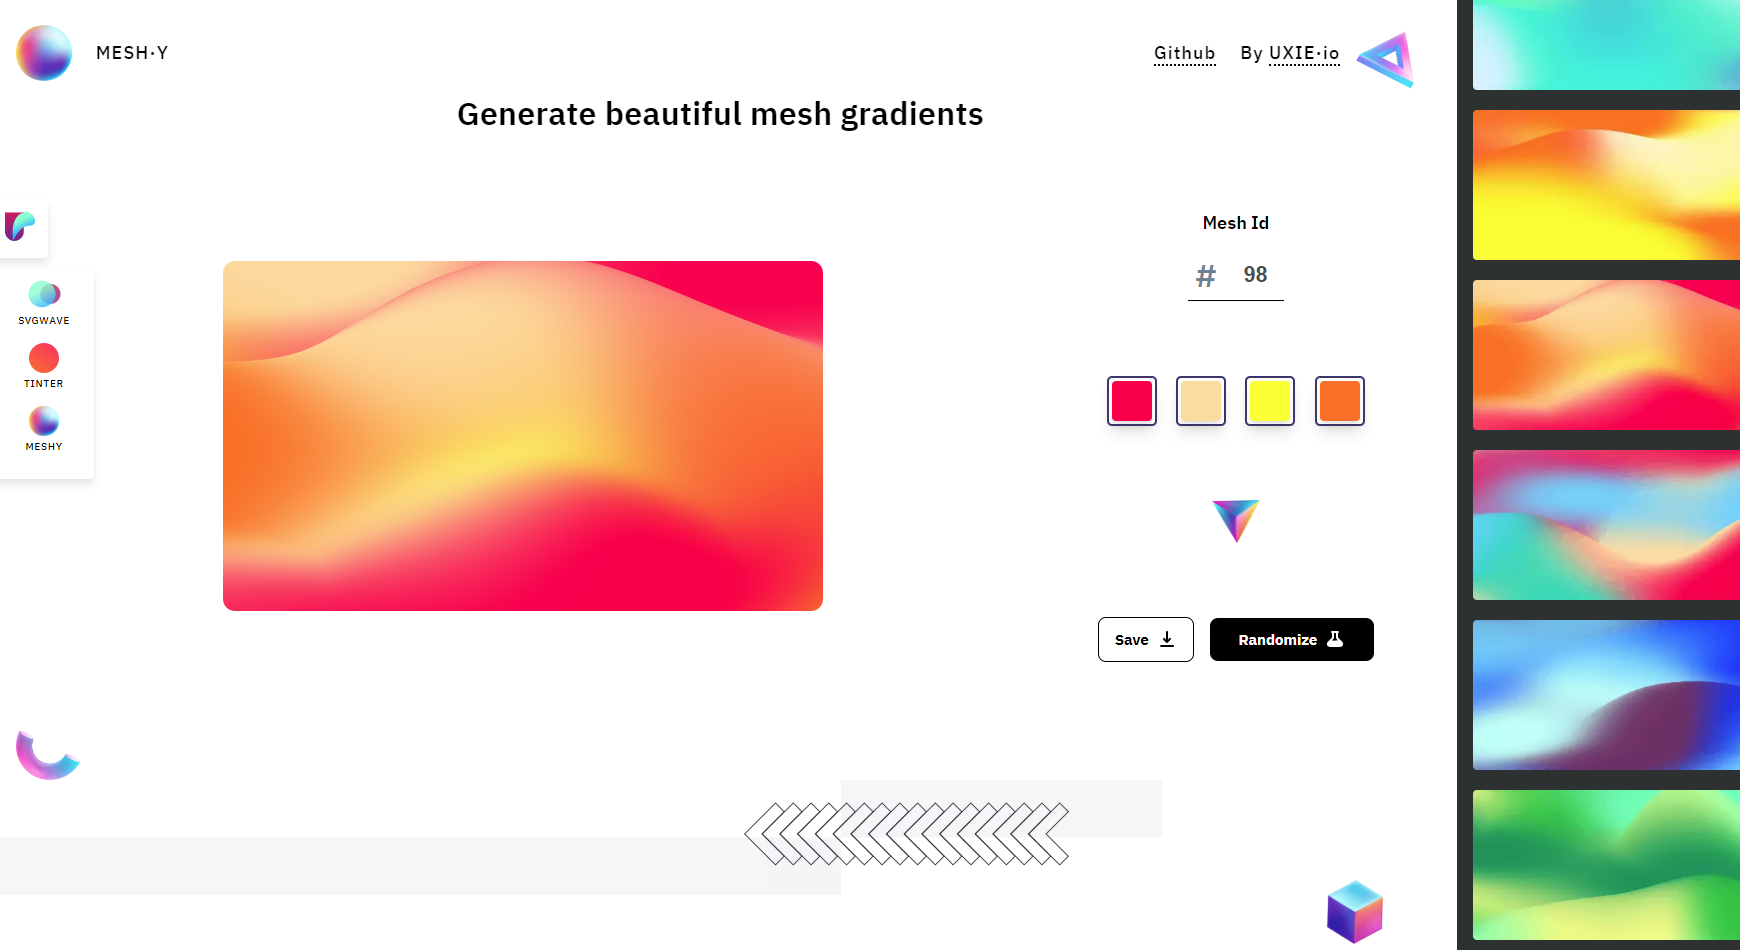 MESH·Y
Github
By UXIE·io
Generate beautiful mesh gradients
SVGWAVE
TINTER
MESHY
Mesh Id
# 98
Save
Randomize